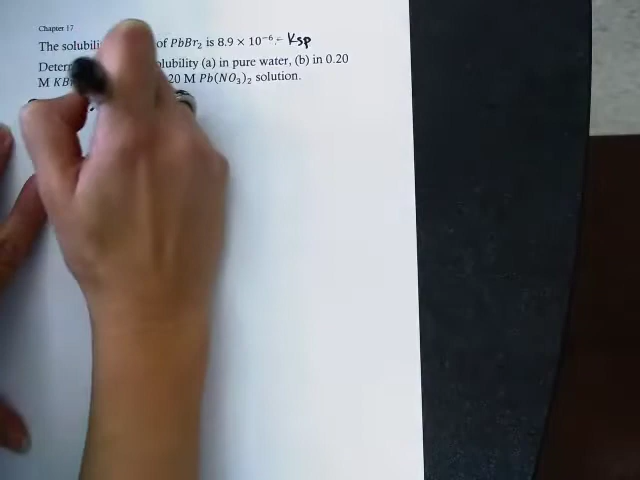 Chapter 17
The solubili of PbBr₂ is 8.9 × 10⁻⁶. - Ksp
Deter olubility (a) in pure water, (b) in 0.20
M KB 20 M Pb(NO₃)₂ solution.